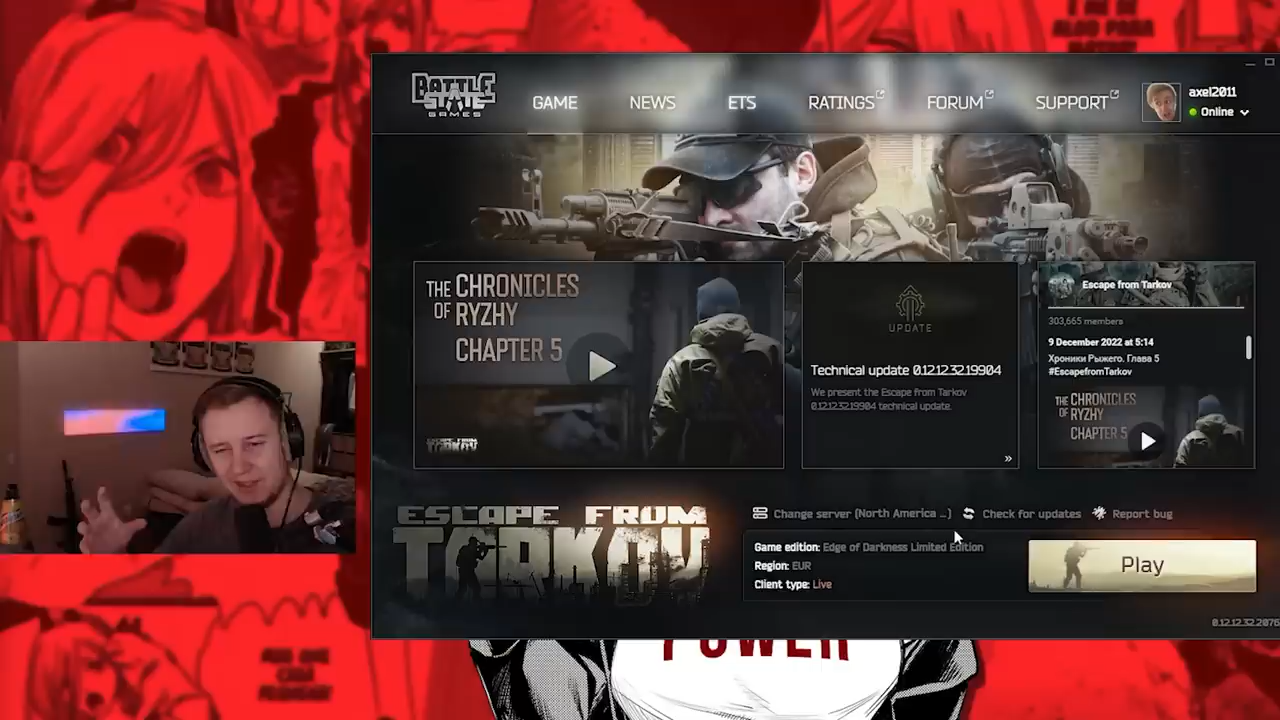 BATTLE
STATE
GAMES
GAME
NEWS
ETS
RATINGS
FORUM
SUPPORT
axel2011
Online
THE CHRONICLES
OF RYZHY
CHAPTER 5
ESCAPE FROM
TARKOV
UPDATE
Technical update 0.12.12.32.19904
We present the Escape from Tarkov
0.12.12.32.19904 technical update.
»
Escape from Tarkov
303,665 members
9 December 2022 at 5:14
Хроники Рыжего. Глава 5
#EscapefromTarkov
THE CHRONICLES
OF RYZHY
CHAPTER 5
ESCAPE FROM
TARKOV
Change server (North America ...)
Check for updates
Report bug
Game edition: Edge of Darkness Limited Edition
Region: EUR
Client type: Live
Play
POWER